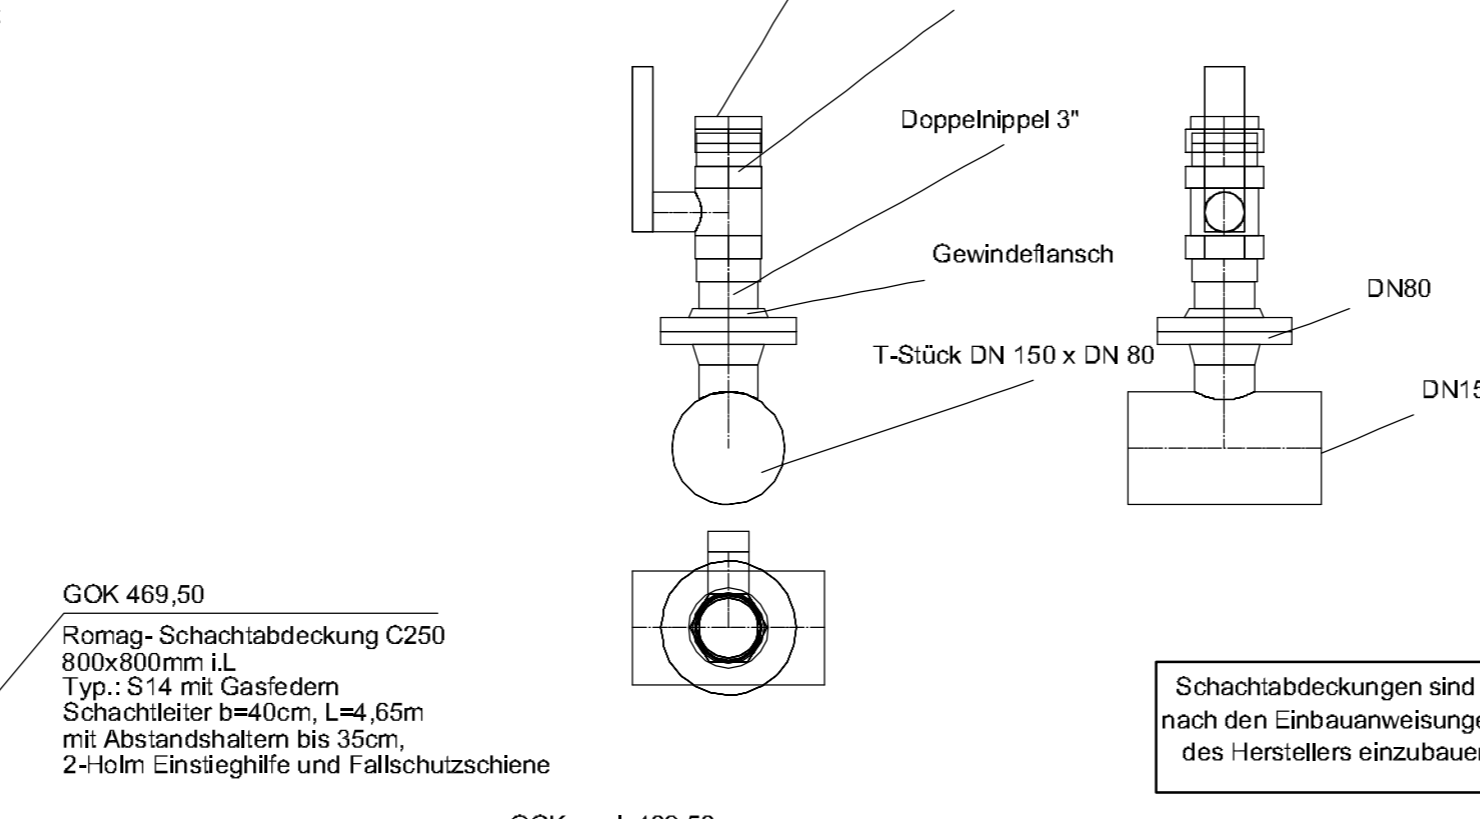 Doppelnippel 3"
Gewindeflansch
DN80
T-Stück DN 150 x DN 80
GOK 469,50
Romag- Schachtabdeckung C250
800x800mm i.L
Typ.: S14 mit Gasfedern
Schachtleiter b=40cm, L=4,65m
mit Abstandshaltern bis 35cm,
2-Holm Einstieghilfe und Fallschutzschiene
Schachtabdeckungen sind
nach den
des Herstellers